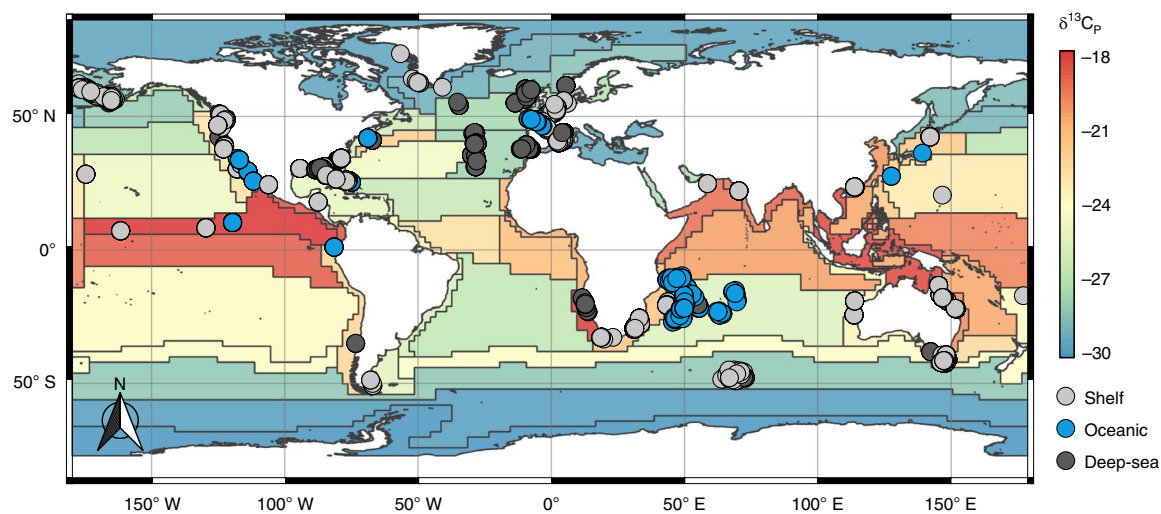 δ13CP
-18
-21
-24
-27
-30
50° N
0°
50° S
N
150° W
100° W
50° W
0°
50° E
100° E
150° E
Shelf
Oceanic
Deep-sea